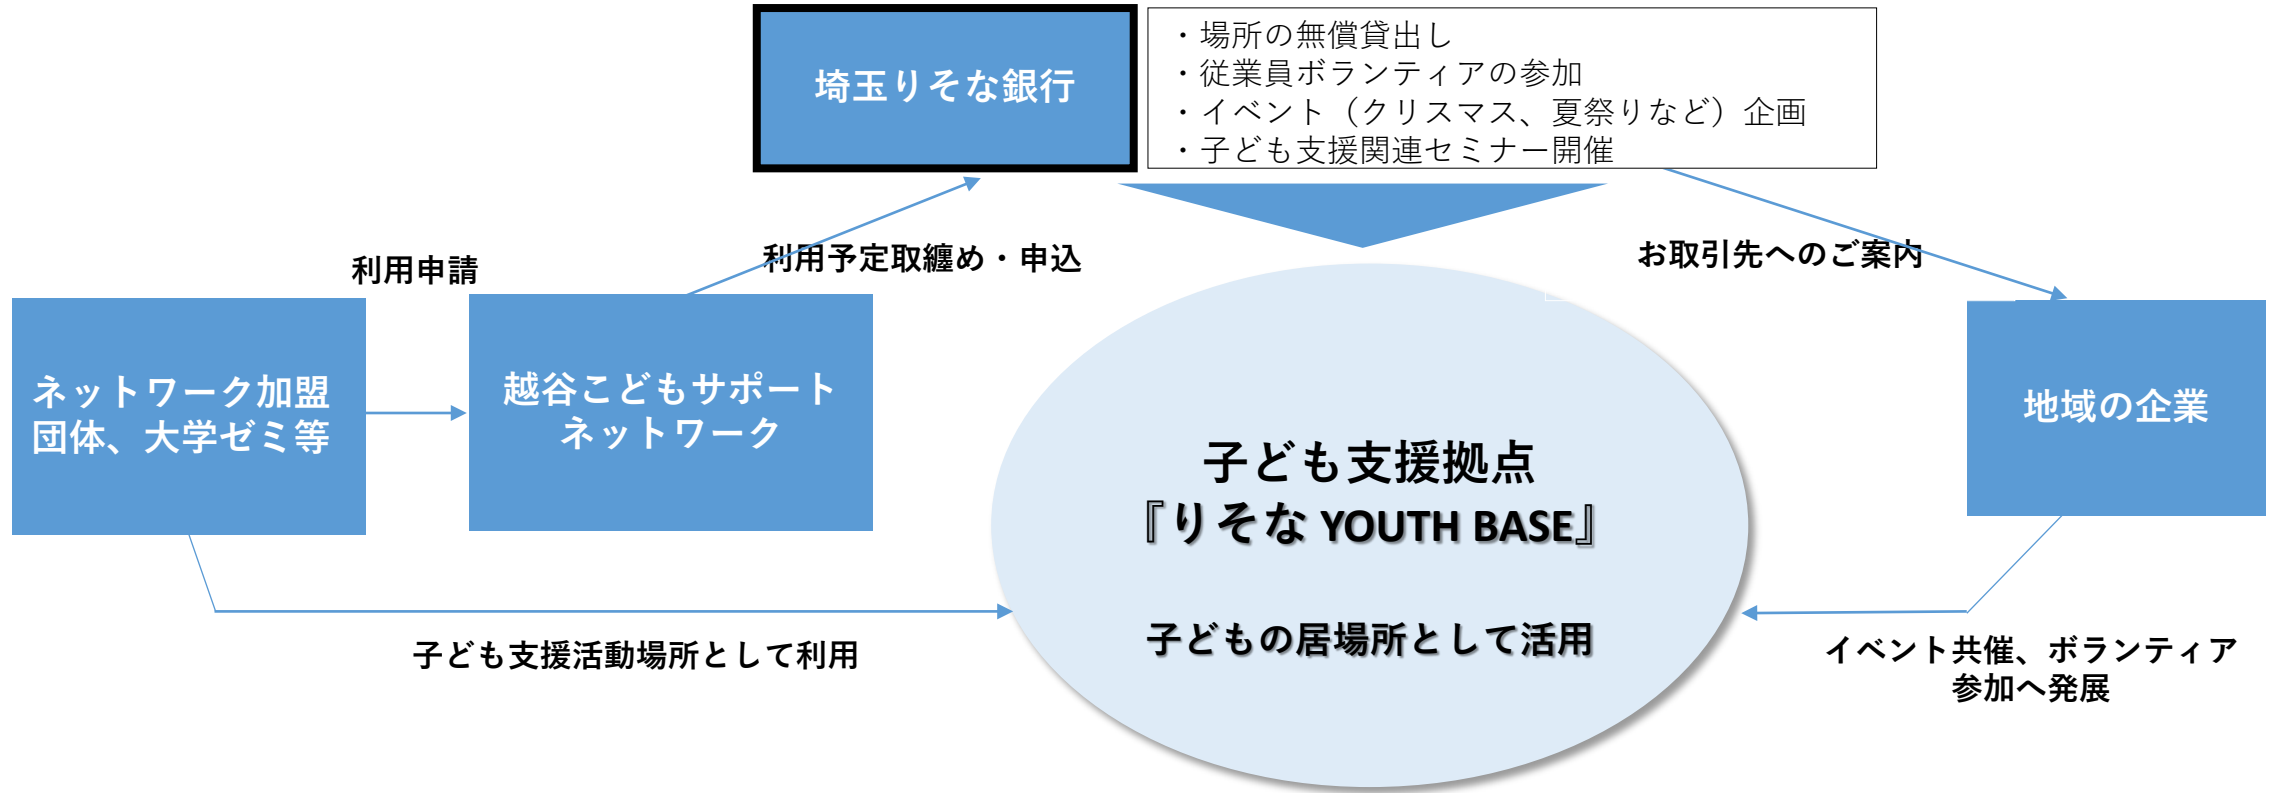 埼玉りそな銀行
・場所の無償貸出し
・従業員ボランティアの参加
・イベント（クリスマス、夏祭りなど）企画
・子ども支援関連セミナー開催
利用申請
利用予定取纏め・申込
お取引先へのご案内
ネットワーク加盟
団体、大学ゼミ等
越谷こどもサポート
ネットワーク
地域の企業
子ども支援拠点
『りそな YOUTH BASE』
子どもの居場所として活用
子ども支援活動場所として利用
イベント共催、ボランティア
参加へ発展